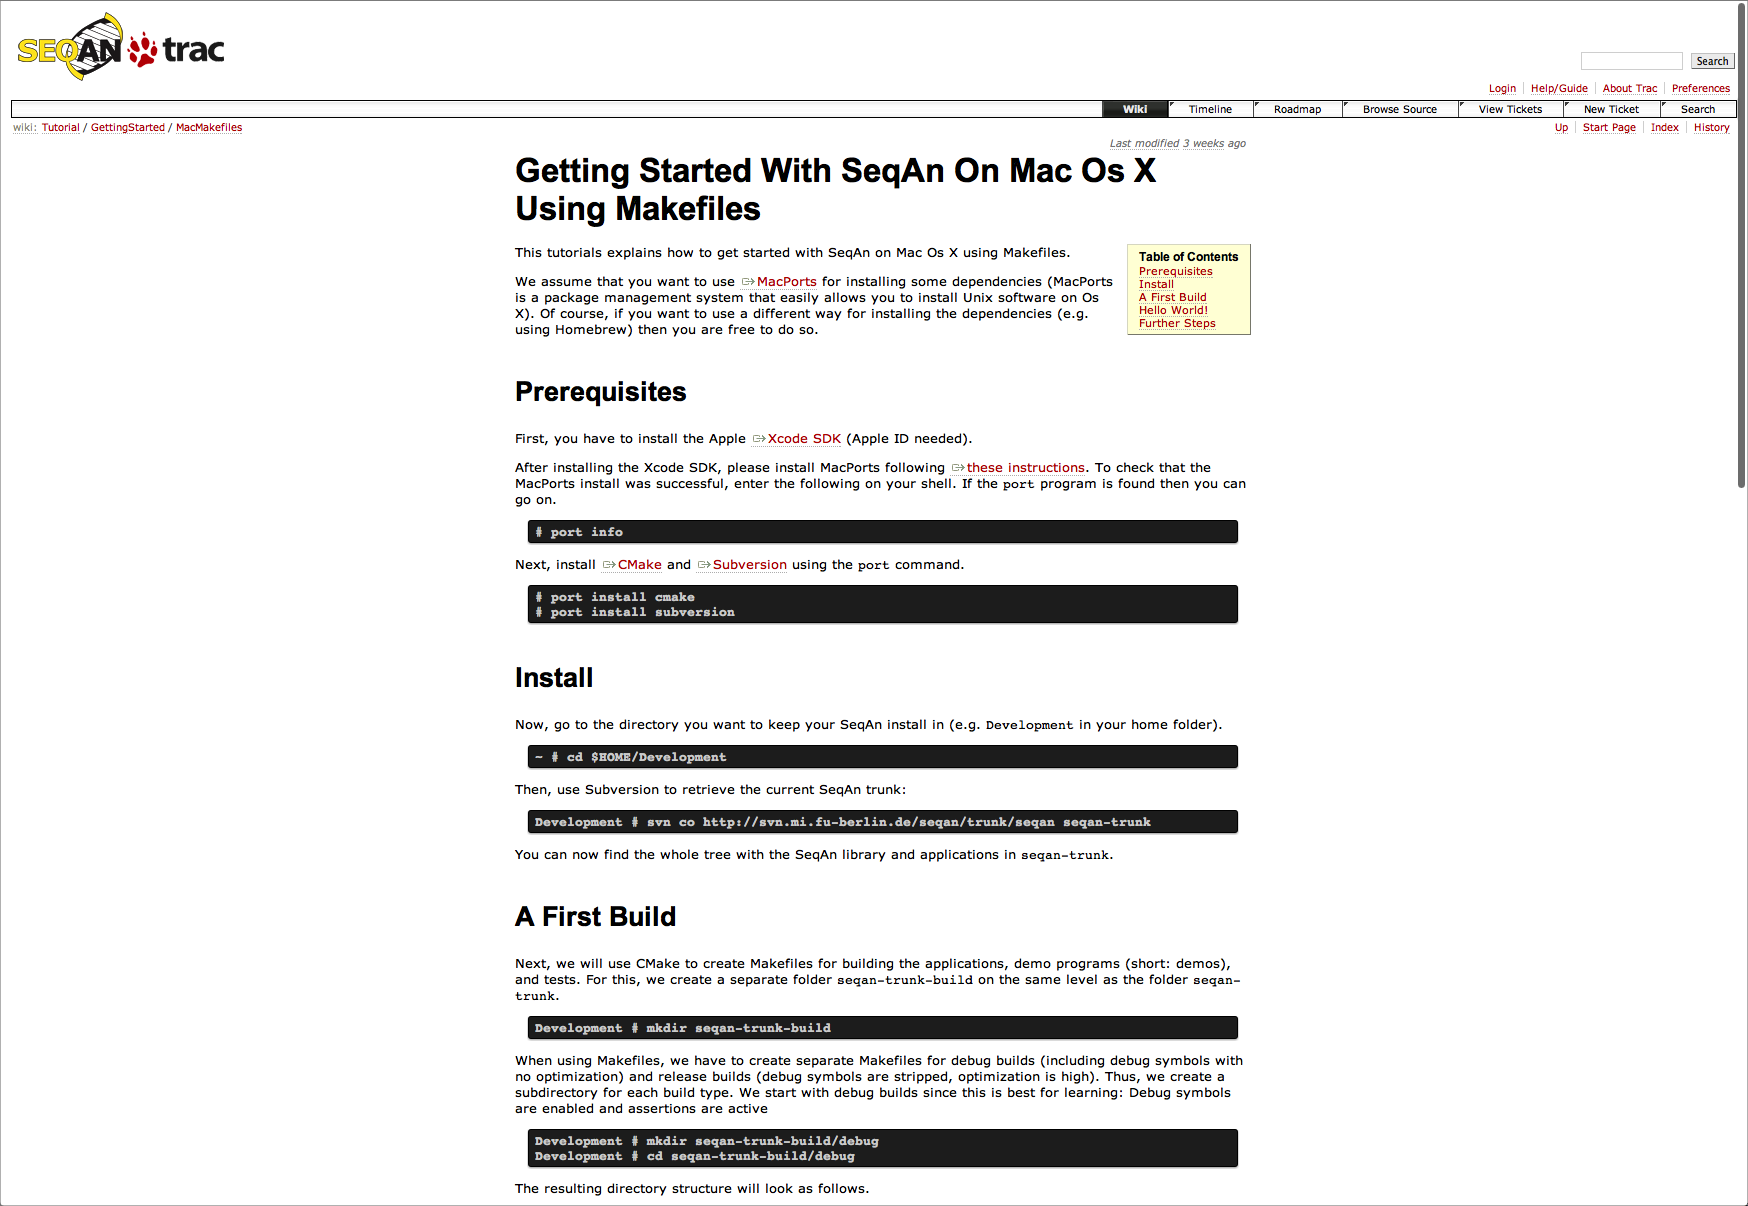 SEQAN trac
Search
Login Help/Guide About Trac Preferences
Wiki Timeline Roadmap Browse Source View Tickets New Ticket Search
wiki: Tutorial / GettingStarted / MacMakefiles
Up Start Page Index History
Last modified 3 weeks ago
Getting Started With SeqAn On Mac Os X
Using Makefiles
This tutorials explains how to get started with SeqAn on Mac Os X using Makefiles.
Table of Contents
Prerequisites
Install
A First Build
Hello World!
Further Steps
We assume that you want to use MacPorts for installing some dependencies (MacPorts
is a package management system that easily allows you to install Unix software on Os
X). Of course, if you want to use a different way for installing the dependencies (e.g.
using Homebrew) then you are free to do so.
Prerequisites
First, you have to install the Apple Xcode SDK (Apple ID needed).
After installing the Xcode SDK, please install MacPorts following these instructions. To check that the
MacPorts install was successful, enter the following on your shell. If the port program is found then you can
go on.
# port info
Next, install CMake and Subversion using the port command.
# port install cmake
# port install subversion
Install
Now, go to the directory you want to keep your SeqAn install in (e.g. Development in your home folder).
~ # cd $HOME/Development
Then, use Subversion to retrieve the current SeqAn trunk:
Development # svn co http://svn.mi.fu-berlin.de/seqan/trunk/seqan seqan-trunk
You can now find the whole tree with the SeqAn library and applications in seqan-trunk.
A First Build
Next, we will use CMake to create Makefiles for building the applications, demo programs (short: demos),
and tests. For this, we create a separate folder seqan-trunk-build on the same level as the folder seqan-
trunk.
Development # mkdir seqan-trunk-build
When using Makefiles, we have to create separate Makefiles for debug builds (including debug symbols with
no optimization) and release builds (debug symbols are stripped, optimization is high). Thus, we create a
subdirectory for each build type. We start with debug builds since this is best for learning: Debug symbols
are enabled and assertions are active
Development # mkdir seqan-trunk-build/debug
Development # cd seqan-trunk-build/debug
The resulting directory structure will look as follows.